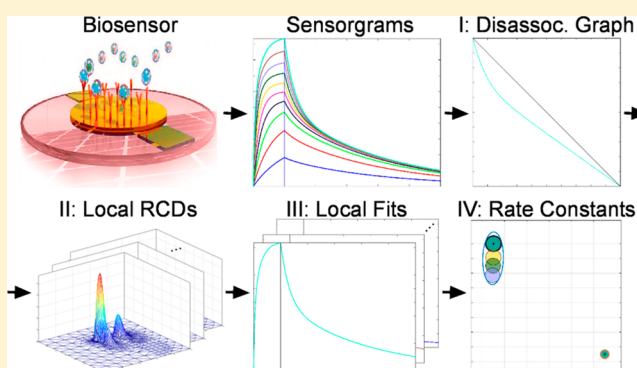 Biosensor
Sensorgrams
I: Disassoc. Graph
II: Local RCDs
III: Local Fits
IV: Rate Constants